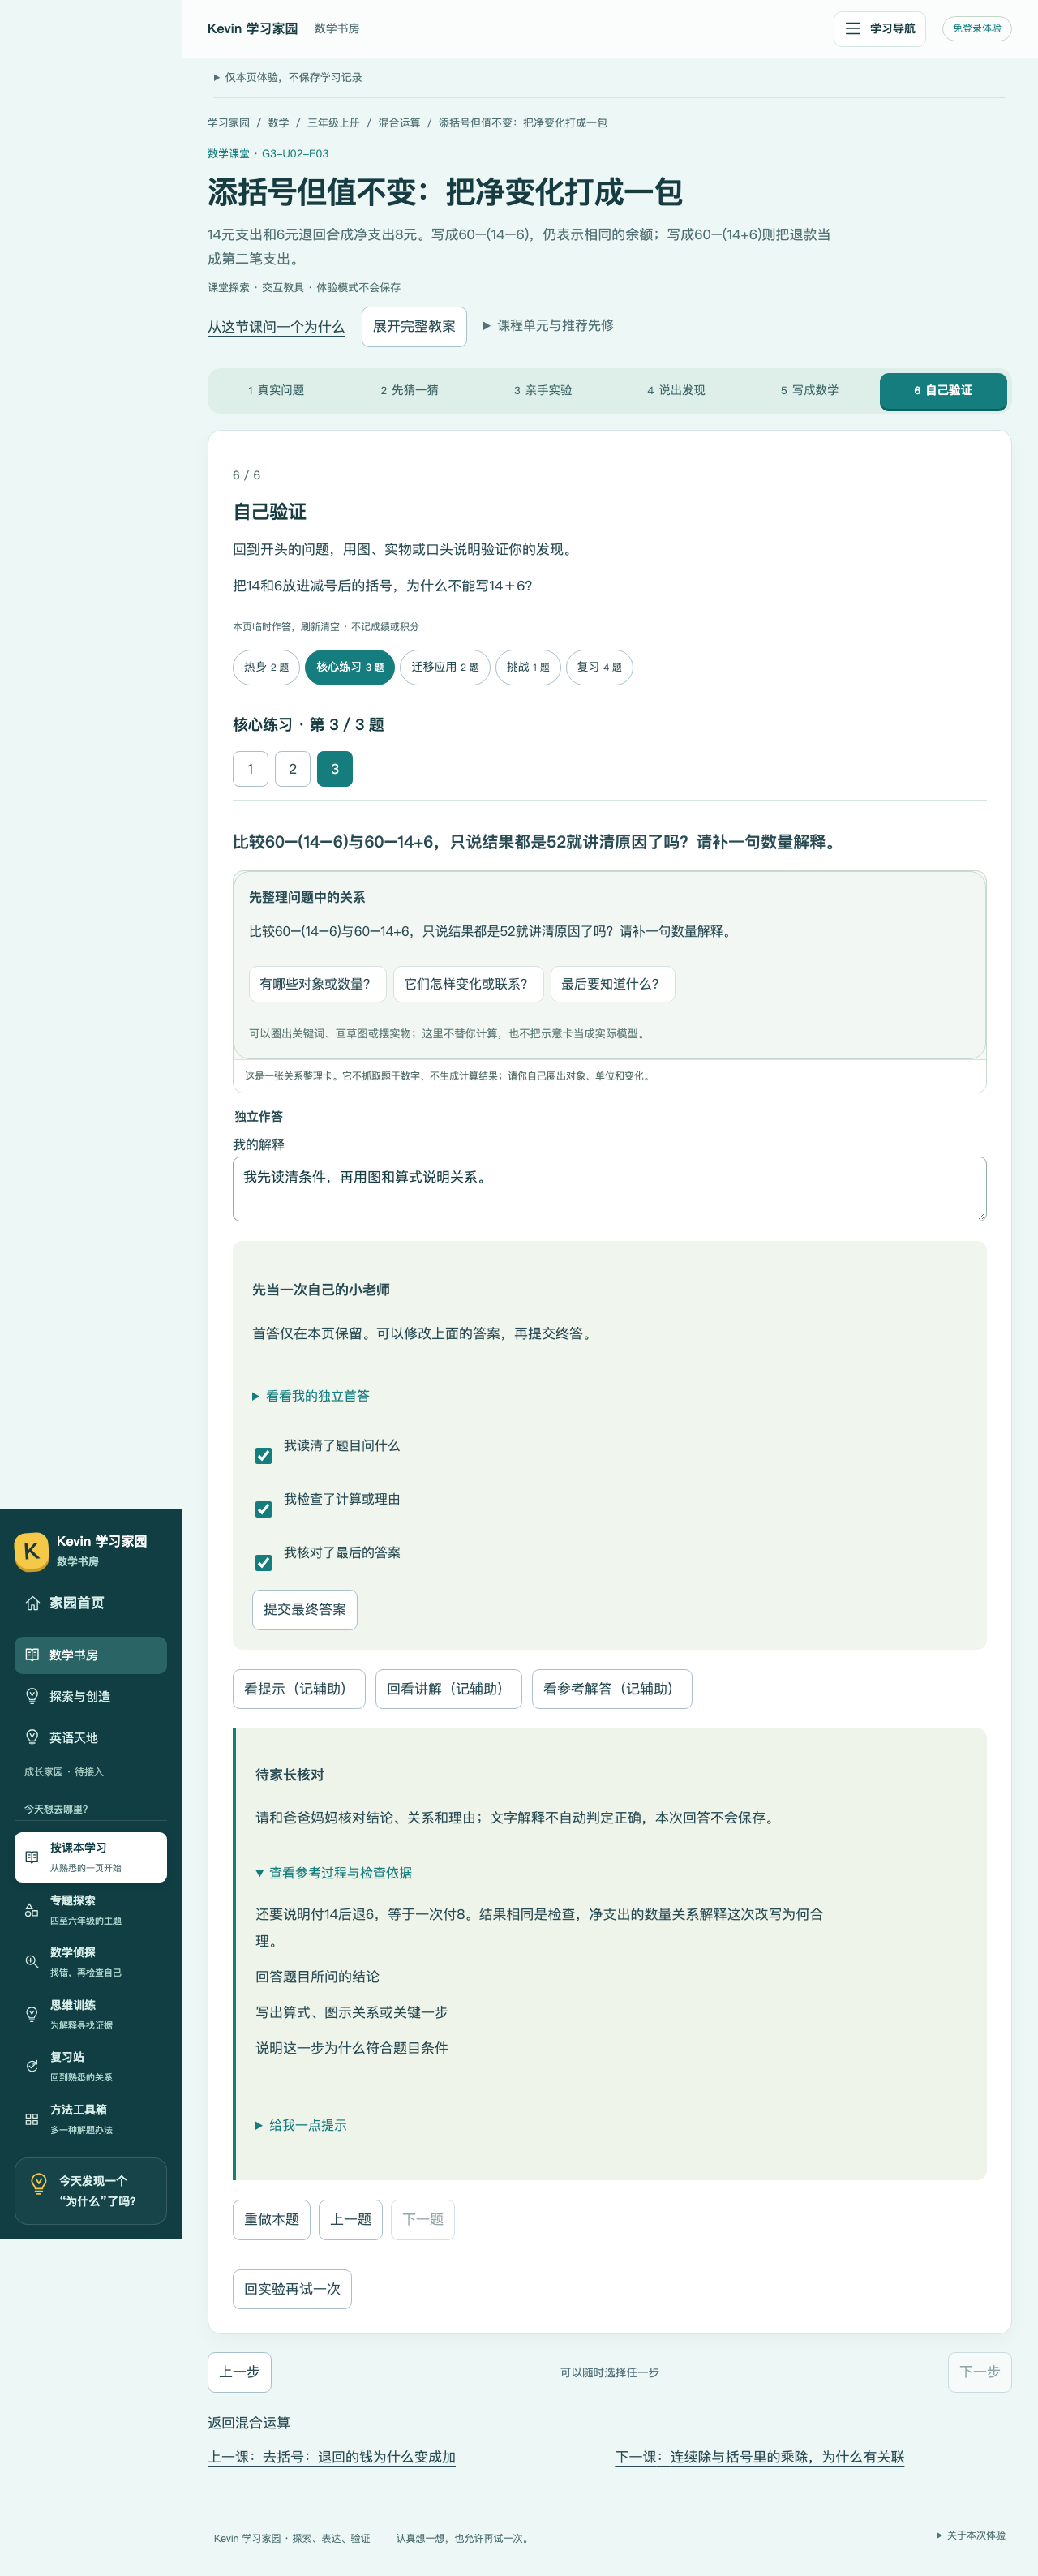 Kevin 学习家园 数学书房 学习导航 免登录体验
仅本页体验，不保存学习记录
学习家园 / 数学 / 三年级上册 / 混合运算 / 添括号但值不变：把净变化打成一包
数学课堂 · G3-U02-E03
添括号但值不变：把净变化打成一包
14元支出和6元退回合成净支出8元。写成60−(14−6)，仍表示相同的余额；写成60−(14+6)则把退款当
成第二笔支出。
课堂探索 · 交互教具 · 体验模式不会保存
从这节课问一个为什么 展开完整教案 课程单元与推荐先修
1 真实问题 2 先猜一猜 3 亲手实验 4 说出发现 5 写成数学 6 自己验证
6 / 6
自己验证
回到开头的问题，用图、实物或口头说明验证你的发现。
把14和6放进减号后的括号，为什么不能写14＋6？
本页临时作答，刷新清空 · 不记成绩或积分
热身 2 题 核心练习 3 题 迁移应用 2 题 挑战 1 题 复习 4 题
核心练习 · 第 3 / 3 题
1 2 3
比较60−(14−6)与60−14+6，只说结果都是52就讲清原因了吗？请补一句数量解释。
先整理问题中的关系
比较60−(14−6)与60−14+6，只说结果都是52就讲清原因了吗？请补一句数量解释。
有哪些对象或数量？ 它们怎样变化或联系？ 最后要知道什么？
可以圈出关键词、画草图或摆实物；这里不替你计算，也不把示意卡当成实际模型。
这是一张关系整理卡。它不抓取题干数字、不生成计算结果；请你自己圈出对象、单位和变化。
独立作答
我的解释
我先读清条件，再用图和算式说明关系。
先当一次自己的小老师
首答仅在本页保留。可以修改上面的答案，再提交终答。
看看我的独立首答
我读清了题目问什么
我检查了计算或理由
我核对了最后的答案
提交最终答案
看提示（记辅助） 回看讲解（记辅助） 看参考解答（记辅助）
待家长核对
请和爸爸妈妈核对结论、关系和理由；文字解释不自动判定正确，本次回答不会保存。
查看参考过程与检查依据
还要说明付14后退6，等于一次付8。结果相同是检查，净支出的数量关系解释这次改写为何合
理。
回答题目所问的结论
写出算式、图示关系或关键一步
说明这一步为什么符合题目条件
给我一点提示
重做本题 上一题 下一题
回实验再试一次
上一步 可以随时选择任一步 下一步
返回混合运算
上一课：去括号：退回的钱为什么变成加 下一课：连续除与括号里的乘除，为什么有关联
Kevin 学习家园 · 探索、表达、验证 认真想一想，也允许再试一次。 关于本次体验
K
Kevin 学习家园
数学书房
家园首页
数学书房
探索与创造
英语天地
成长家园 · 待接入
今天想去哪里？
按课本学习
从熟悉的一页开始
专题探索
四至六年级的主题
数学侦探
找错，再检查自己
思维训练
为解释寻找证据
复习站
回到熟悉的关系
方法工具箱
多一种解题办法
今天发现一个
“为什么”了吗？